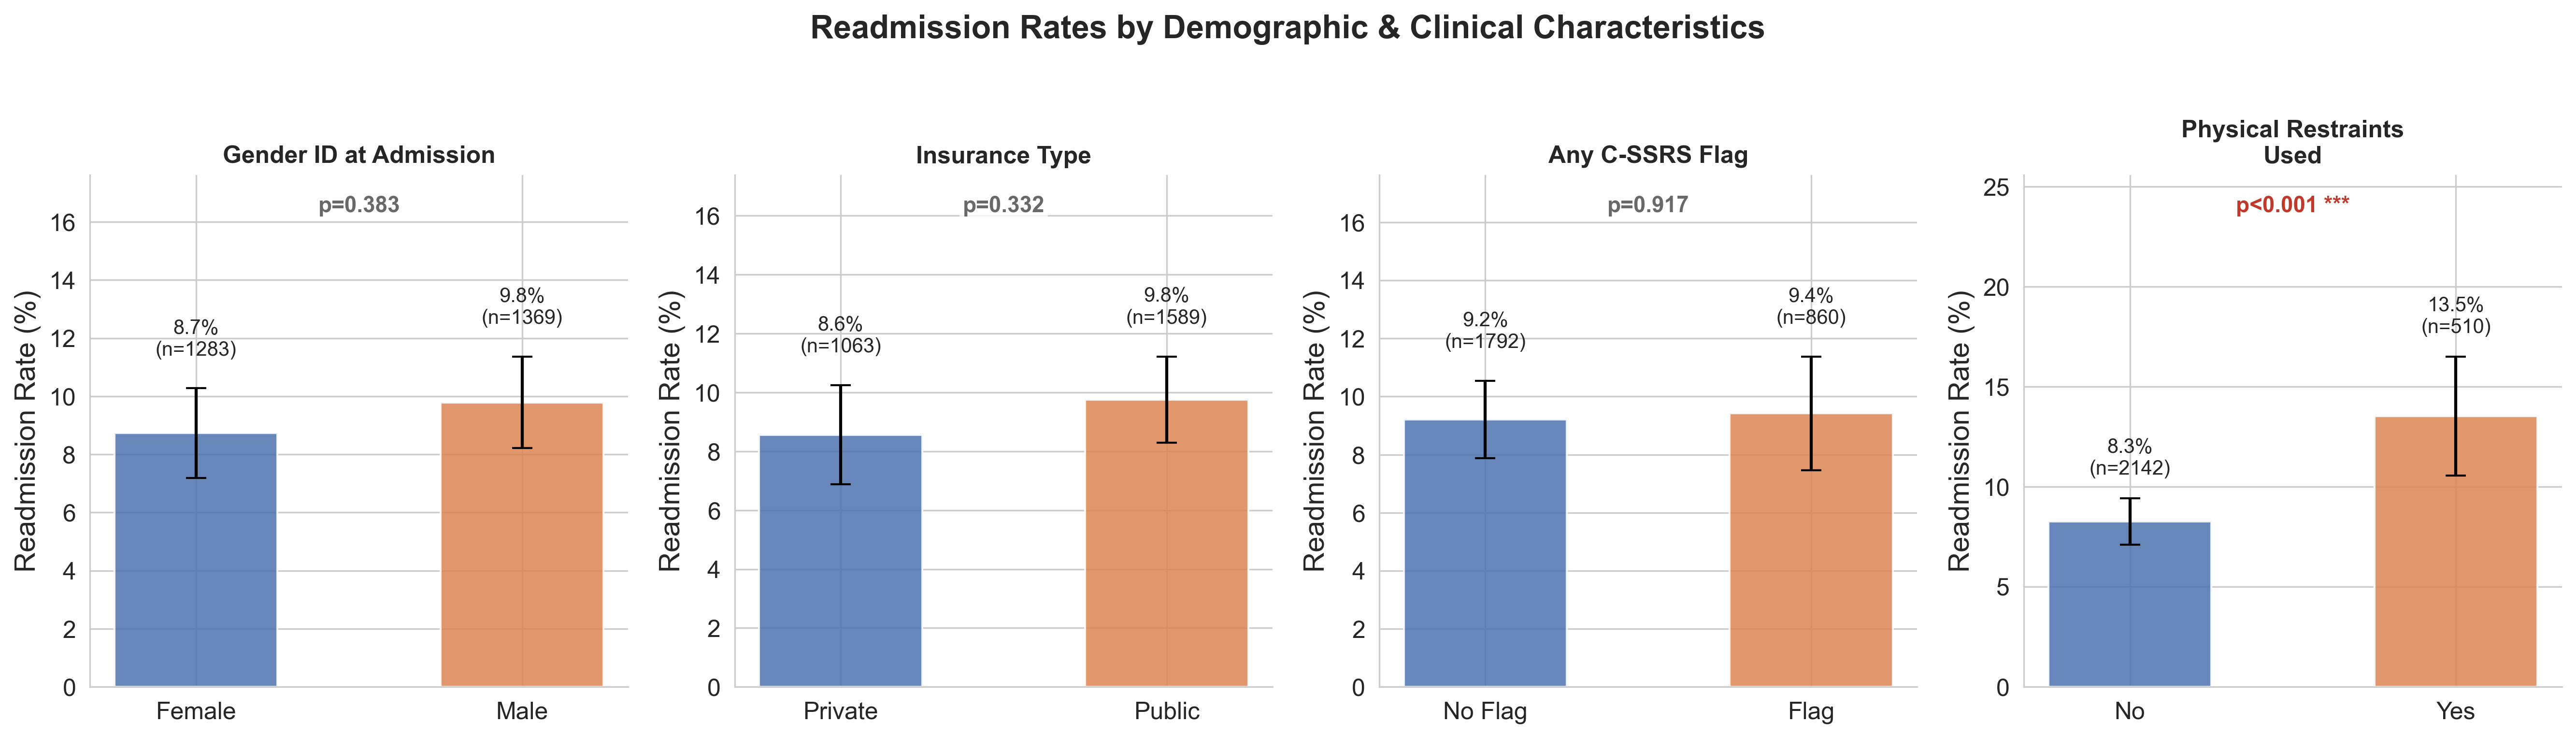 Readmission Rates by Demographic & Clinical Characteristics
Gender ID at Admission
p=0.383
Readmission Rate (%)
16
14
12
10
8
6
4
2
0
8.7%
(n=1283)
9.8%
(n=1369)
Female
Male
Insurance Type
p=0.332
Readmission Rate (%)
16
14
12
10
8
6
4
2
0
8.6%
(n=1063)
9.8%
(n=1589)
Private
Public
Any C-SSRS Flag
p=0.917
Readmission Rate (%)
16
14
12
10
8
6
4
2
0
9.2%
(n=1792)
9.4%
(n=860)
No Flag
Flag
Physical Restraints
Used
p<0.001 ***
Readmission Rate (%)
25
20
15
10
5
0
8.3%
(n=2142)
13.5%
(n=510)
No
Yes